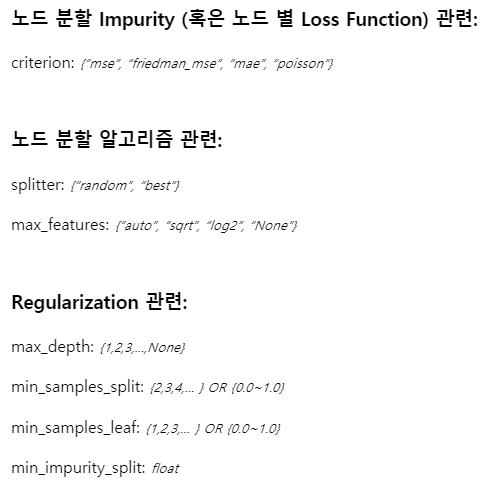 노드 분할 Impurity (혹은 노드 별 Loss Function) 관련:
criterion: {“mse”, “friedman_mse”, “mae”, “poisson”}
노드 분할 알고리즘 관련:
splitter: {“random”, “best”}
max_features: {“auto”, “sqrt”, “log2”, “None”}
Regularization 관련:
max_depth: {1,2,3,...,None}
min_samples_split: {2,3,4,... } OR {0.0~1.0}
min_samples_leaf: {1,2,3,... } OR {0.0~1.0}
min_impurity_split: float